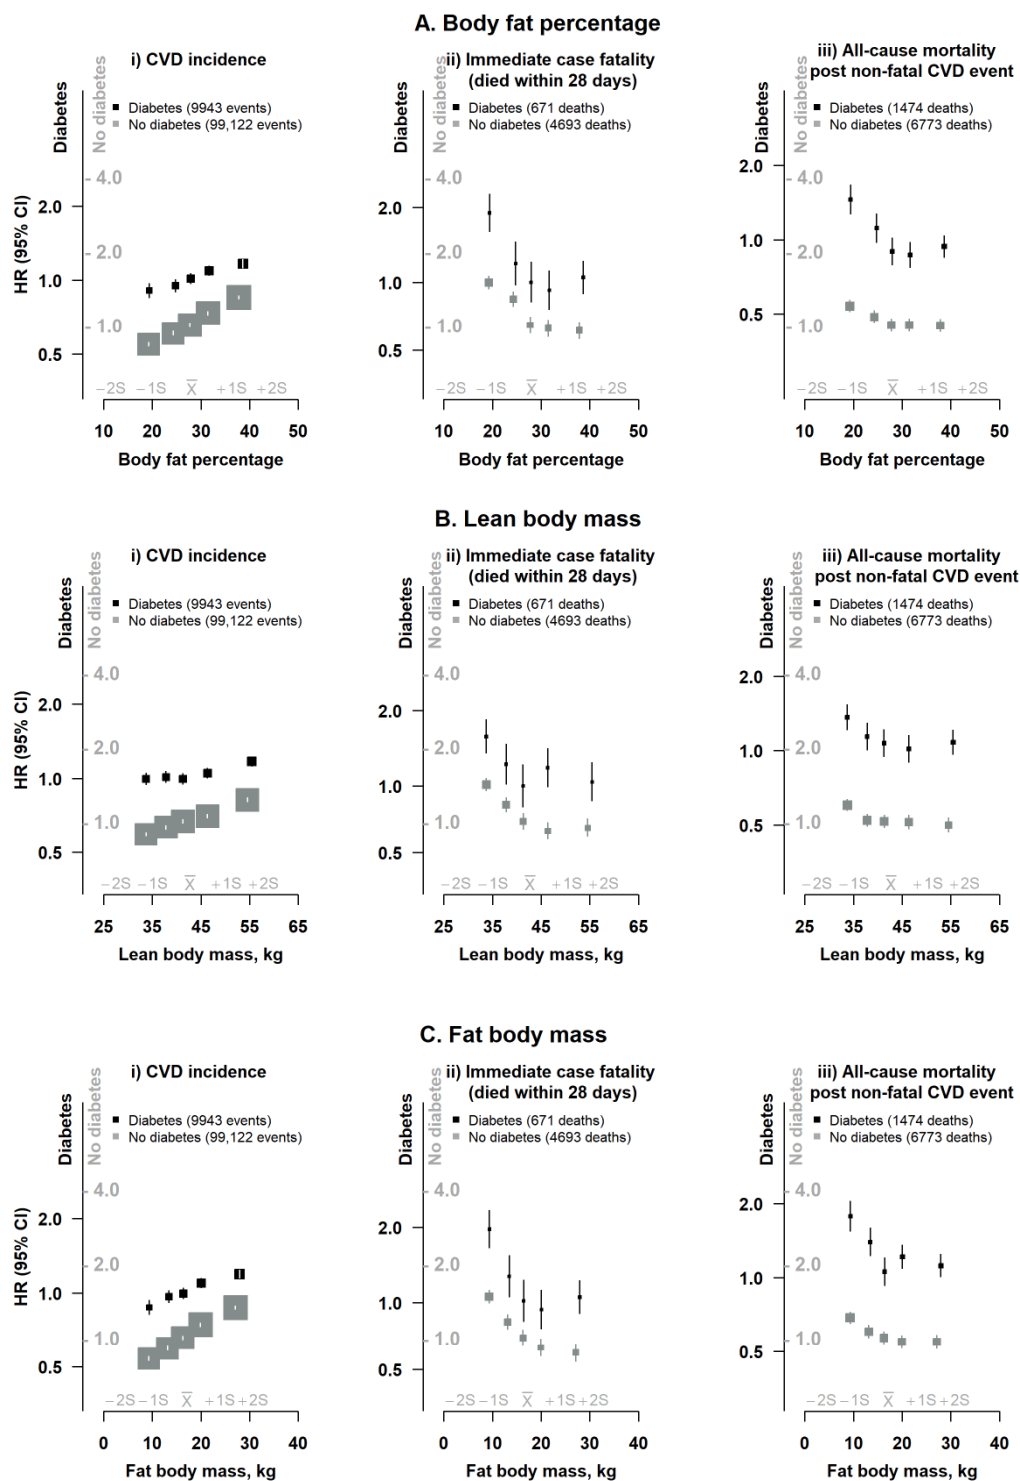 A. Body fat percentage
i) CVD incidence
Diabetes
No diabetes
Diabetes (9943 events)
No diabetes (99,122 events)
HR (95% CI)
4.0
2.0
2.0
1.0
1.0
0.5
−2S −1S X̅ +1S +2S
10 20 30 40 50
Body fat percentage
ii) Immediate case fatality
(died within 28 days)
Diabetes
No diabetes
Diabetes (671 deaths)
No diabetes (4693 deaths)
4.0
2.0
2.0
1.0
1.0
0.5
−2S −1S X̅ +1S +2S
10 20 30 40 50
Body fat percentage
iii) All-cause mortality
post non-fatal CVD event
Diabetes
No diabetes
Diabetes (1474 deaths)
No diabetes (6773 deaths)
4.0
2.0
2.0
1.0
1.0
0.5
−2S −1S X̅ +1S +2S
10 20 30 40 50
Body fat percentage
B. Lean body mass
i) CVD incidence
Diabetes
No diabetes
Diabetes (9943 events)
No diabetes (99,122 events)
HR (95% CI)
4.0
2.0
2.0
1.0
1.0
0.5
−2S −1S X̅ +1S +2S
25 35 45 55 65
Lean body mass, kg
ii) Immediate case fatality
(died within 28 days)
Diabetes
No diabetes
Diabetes (671 deaths)
No diabetes (4693 deaths)
4.0
2.0
2.0
1.0
1.0
0.5
−2S −1S X̅ +1S +2S
25 35 45 55 65
Lean body mass, kg
iii) All-cause mortality
post non-fatal CVD event
Diabetes
No diabetes
Diabetes (1474 deaths)
No diabetes (6773 deaths)
4.0
2.0
2.0
1.0
1.0
0.5
−2S −1S X̅ +1S +2S
25 35 45 55 65
Lean body mass, kg
C. Fat body mass
i) CVD incidence
Diabetes
No diabetes
Diabetes (9943 events)
No diabetes (99,122 events)
HR (95% CI)
4.0
2.0
2.0
1.0
1.0
0.5
−2S −1S X̅ +1S +2S
0 10 20 30 40
Fat body mass, kg
ii) Immediate case fatality
(died within 28 days)
Diabetes
No diabetes
Diabetes (671 deaths)
No diabetes (4693 deaths)
4.0
2.0
2.0
1.0
1.0
0.5
−2S −1S X̅ +1S +2S
0 10 20 30 40
Fat body mass, kg
iii) All-cause mortality
post non-fatal CVD event
Diabetes
No diabetes
Diabetes (1474 deaths)
No diabetes (6773 deaths)
4.0
2.0
2.0
1.0
1.0
0.5
−2S −1S X̅ +1S +2S
0 10 20 30 40
Fat body mass, kg